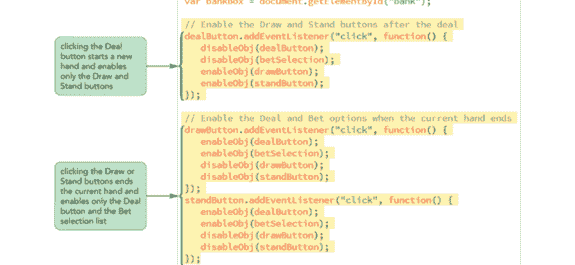 var bankBox = document.getElementById("bank");
// Enable the Draw and Stand buttons after the deal
dealButton.addEventListener("click", function() {
disableObj(dealButton);
disableObj(betSelection);
enableObj(drawButton);
enableObj(standButton);
});
clicking the Deal
button starts a new
hand and enables
only the Draw and
Stand buttons
// Enable the Deal and Bet options when the current hand ends
drawButton.addEventListener("click", function() {
enableObj(dealButton);
enableObj(betSelection);
disableObj(drawButton);
disableObj(standButton);
});
standButton.addEventListener("click", function() {
enableObj(dealButton);
enableObj(betSelection);
disableObj(drawButton);
disableObj(standButton);
});
clicking the Draw or
Stand buttons ends
the current hand and
enables only the Deal
button and the Bet
selection list